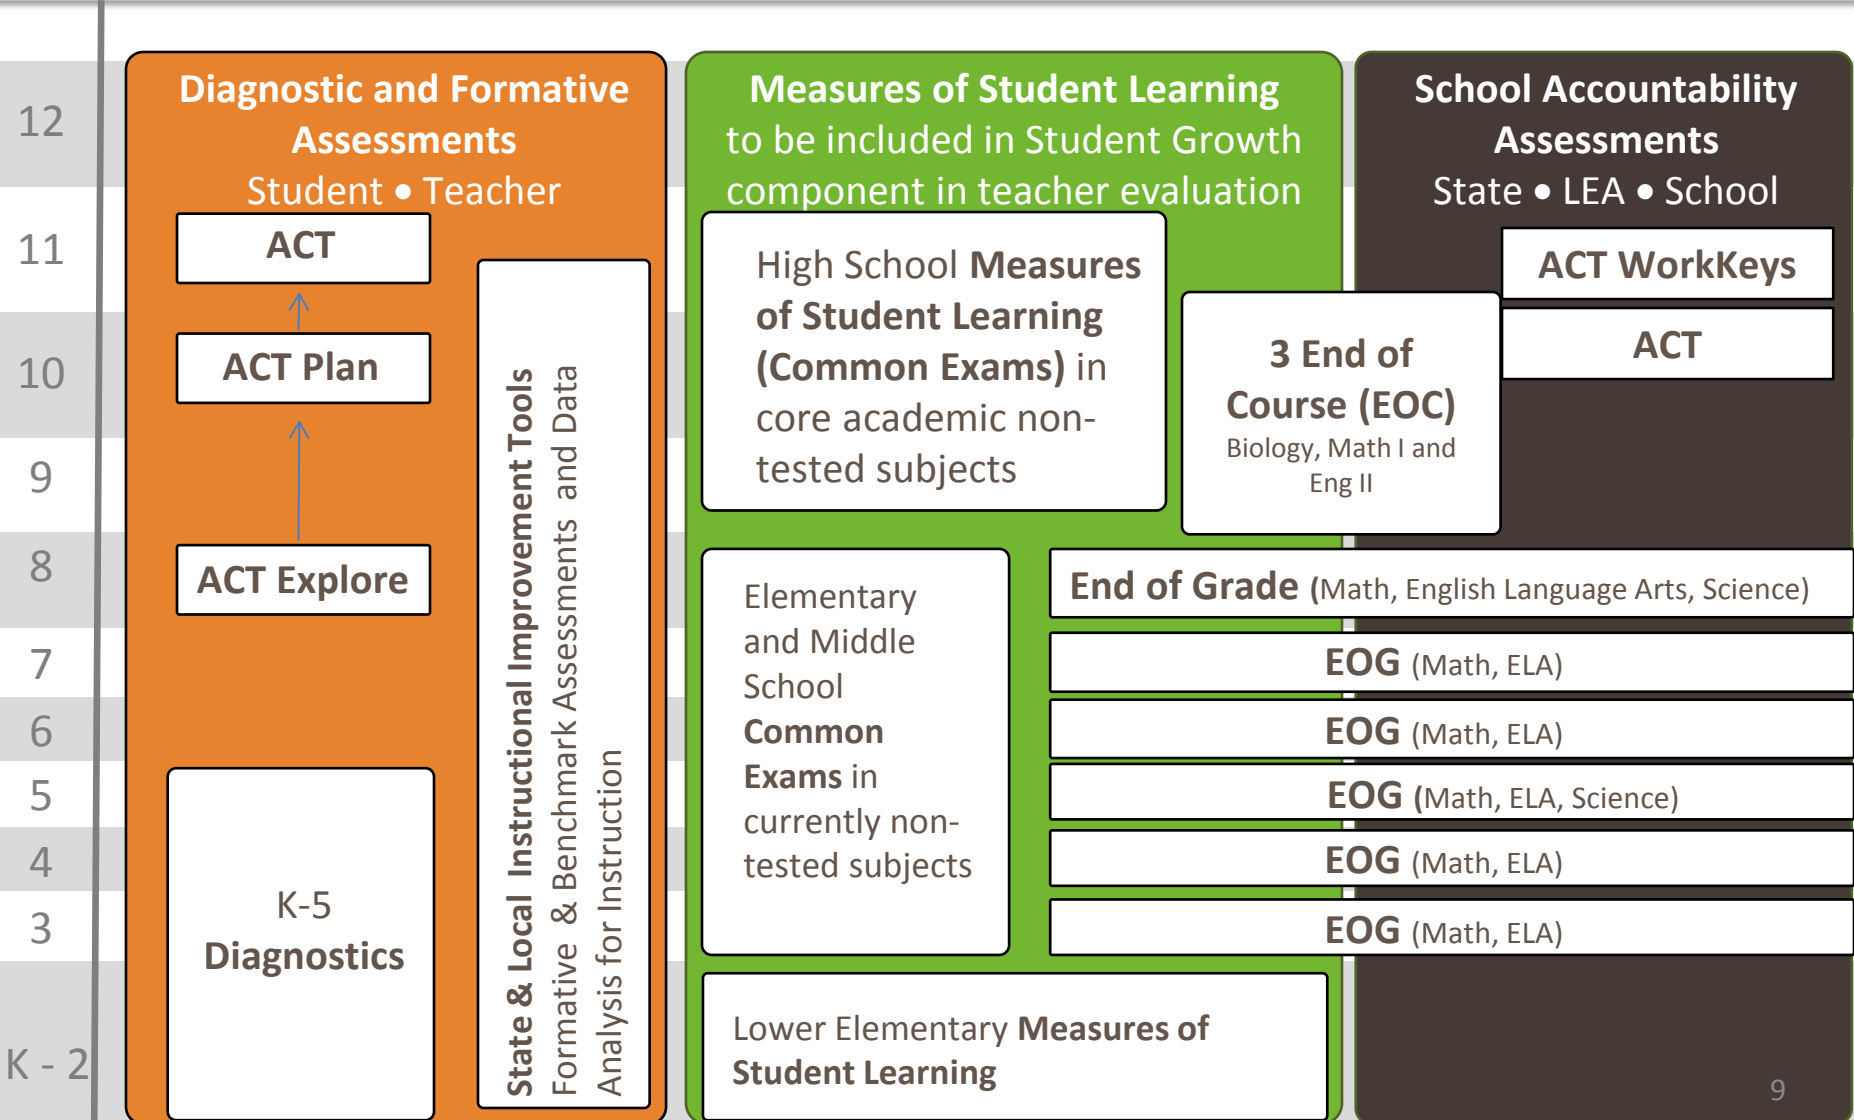 12
11
10
9
8
7
6
5
4
3
K - 2
Diagnostic and Formative
Assessments
Student ● Teacher
ACT
ACT Plan
ACT Explore
K-5
Diagnostics
State & Local Instructional Improvement Tools
Formative & Benchmark Assessments and Data
Analysis for Instruction
Measures of Student Learning
to be included in Student Growth
component in teacher evaluation
High School Measures
of Student Learning
(Common Exams) in
core academic non-
tested subjects
3 End of
Course (EOC)
Biology, Math I and
Eng II
Elementary
and Middle
School
Common
Exams in
currently non-
tested subjects
Lower Elementary Measures of
Student Learning
School Accountability
Assessments
State ● LEA ● School
ACT WorkKeys
ACT
End of Grade (Math, English Language Arts, Science)
EOG (Math, ELA)
EOG (Math, ELA)
EOG (Math, ELA, Science)
EOG (Math, ELA)
EOG (Math, ELA)
9